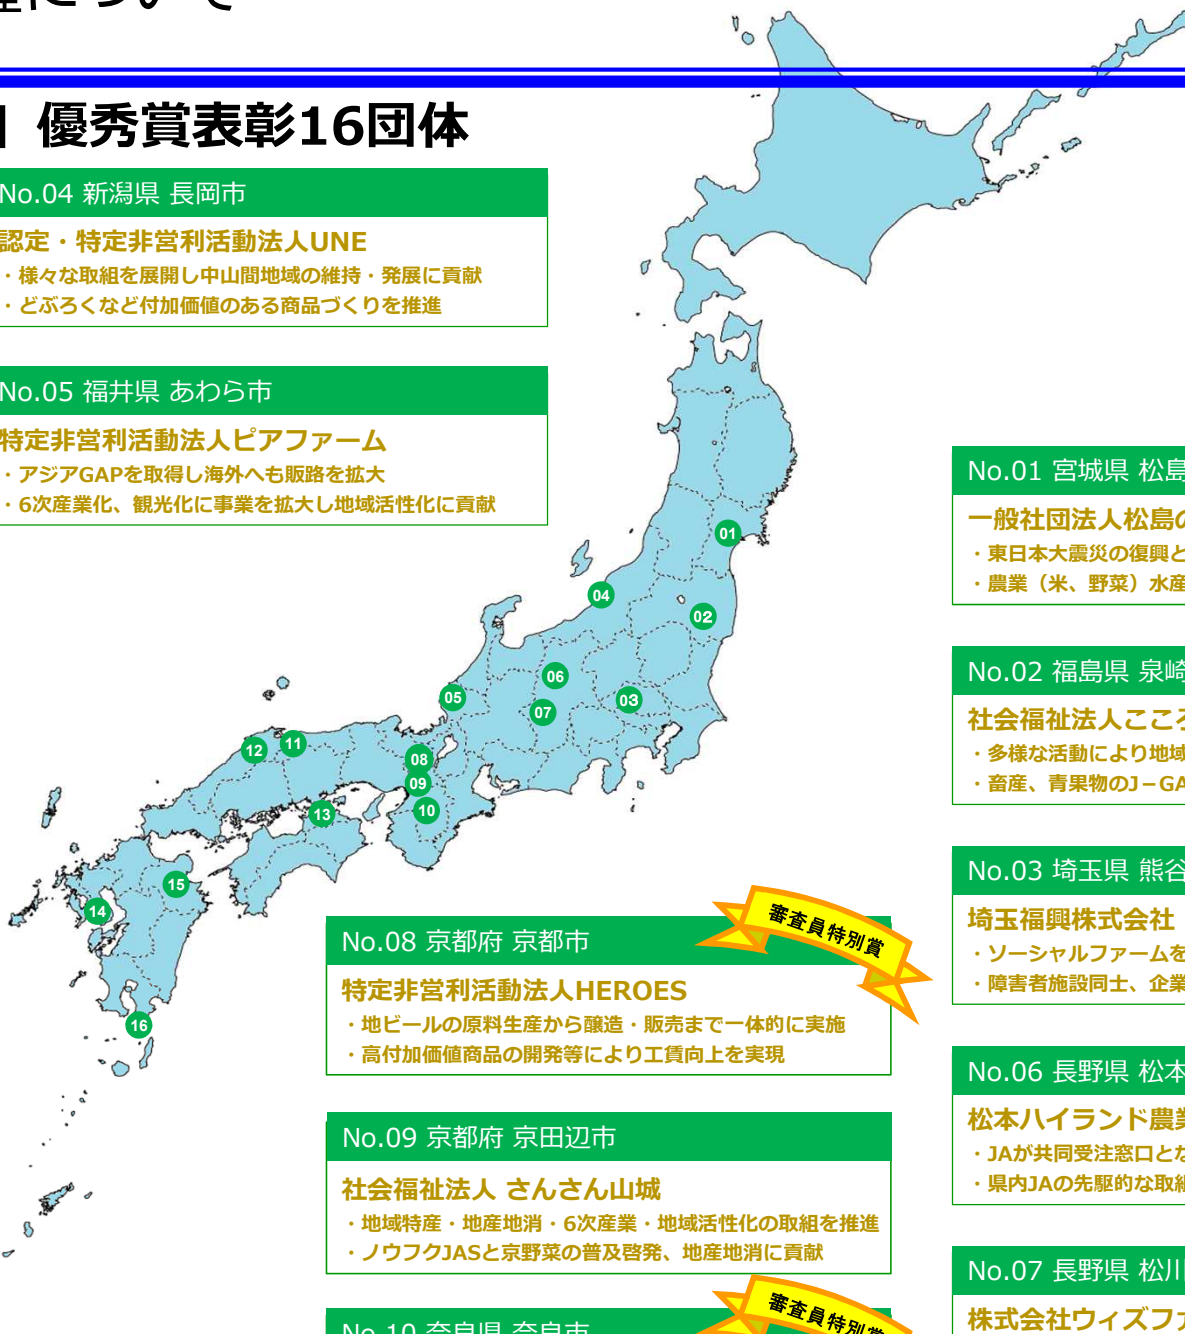 について
優秀賞表彰16団体
No.04 新潟県 長岡市
認定・特定非営利活動法人UNE
・様々な取組を展開し中山間地域の維持・発展に貢献
・どぶろくなど付加価値のある商品づくりを推進
No.05 福井県 あわら市
特定非営利活動法人ピアファーム
・アジアGAPを取得し海外へも販路を拡大
・6次産業化、観光化に事業を拡大し地域活性化に貢献
No.01 宮城県 松島
一般社団法人松島の
・東日本大震災の復興と
・農業（米、野菜）水産
No.02 福島県 泉崎
社会福祉法人こころ
・多様な活動により地域
・畜産、青果物のJ－GA
No.03 埼玉県 熊谷
埼玉福興株式会社
・ソーシャルファームを
・障害者施設同士、企業
No.06 長野県 松本
松本ハイランド農業
・JAが共同受注窓口とな
・県内JAの先駆的な取組
No.07 長野県 松川
株式会社ウィズファ
01
04
02
06
05
03
07
12
11
08
09
13
10
15
14
16
審査員特別賞
No.08 京都府 京都市
特定非営利活動法人HEROES
・地ビールの原料生産から醸造・販売まで一体的に実施
・高付加価値商品の開発等により工賃向上を実現
No.09 京都府 京田辺市
社会福祉法人 さんさん山城
・地域特産・地産地消・6次産業・地域活性化の取組を推進
・ノウフクJASと京野菜の普及啓発、地産地消に貢献
審査員特別賞
No.10 奈良県 奈良市